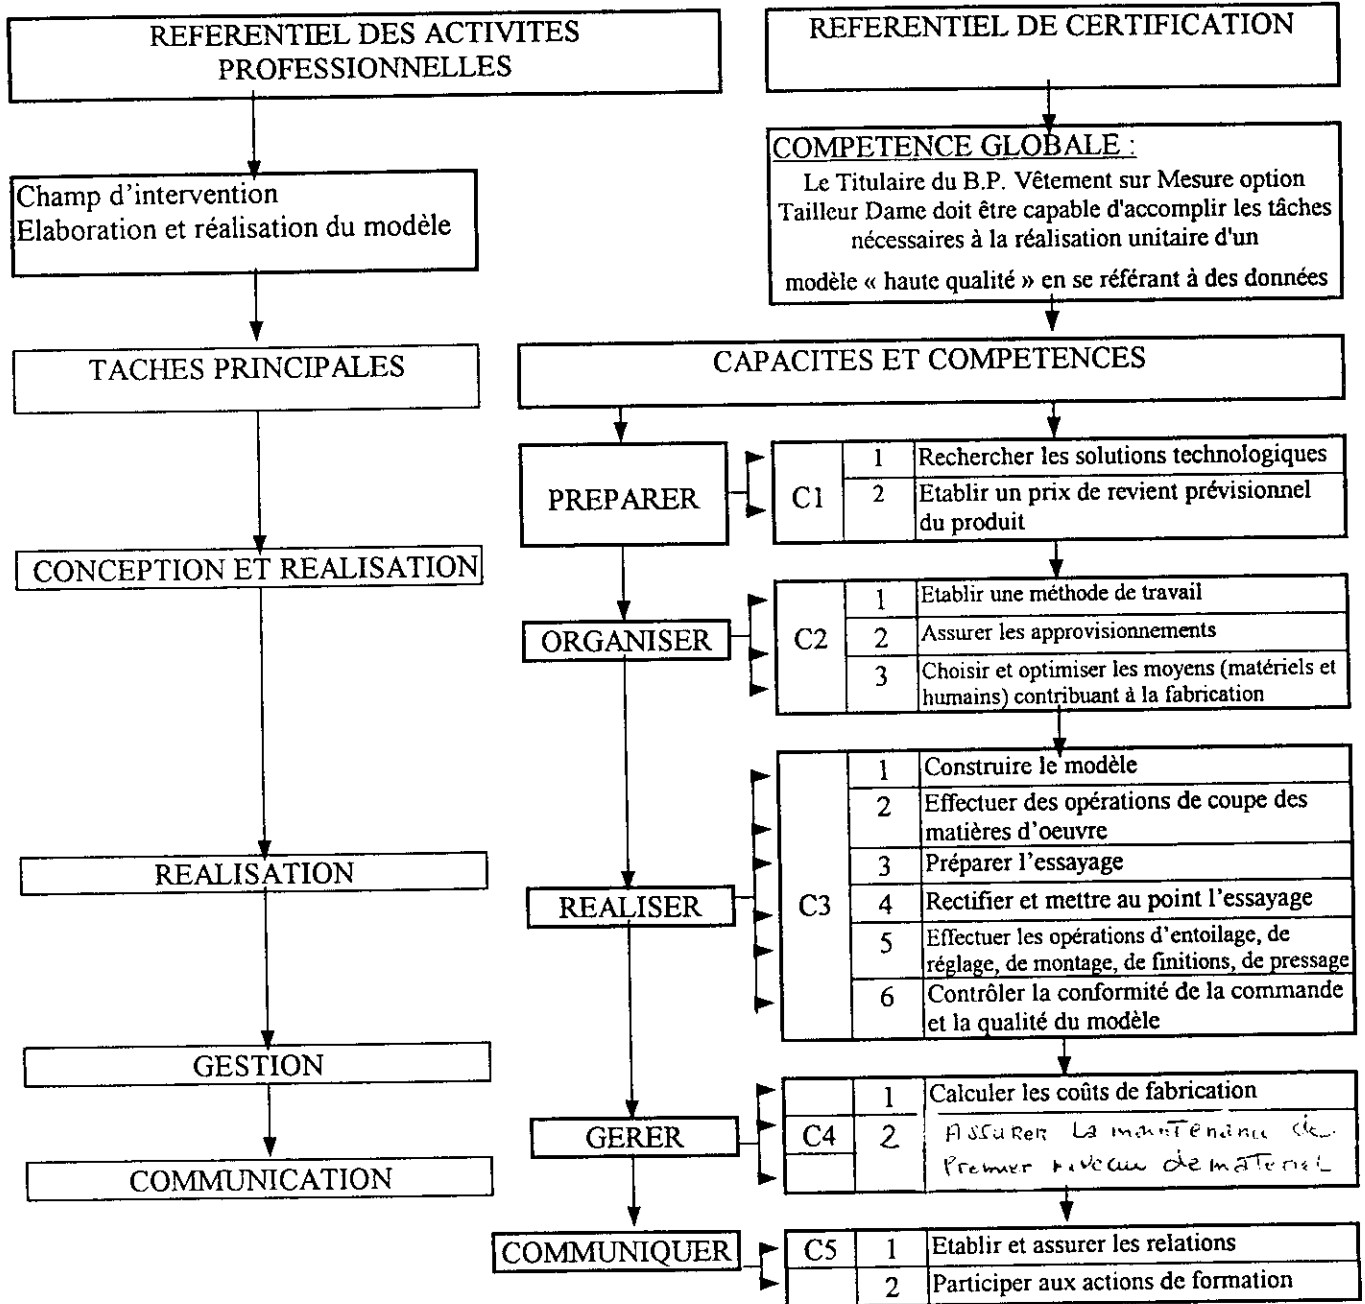 REFERENTIEL DES ACTIVITES
PROFESSIONNELLES
Champ d'intervention
Elaboration et réalisation du modèle
TACHES PRINCIPALES
CONCEPTION ET REALISATION
REALISATION
GESTION
COMMUNICATION
REFERENTIEL DE CERTIFICATION
COMPETENCE GLOBALE :
Le Titulaire du B.P. Vêtement sur Mesure option
Tailleur Dame doit être capable d'accomplir les tâches
nécessaires à la réalisation unitaire d'un
modèle « haute qualité » en se référant à des données
CAPACITES ET COMPETENCES
PREPARER
C1
1 Rechercher les solutions technologiques
2 Etablir un prix de revient prévisionnel
du produit
ORGANISER
C2
1 Etablir une méthode de travail
2 Assurer les approvisionnements
3 Choisir et optimiser les moyens (matériels et
humains) contribuant à la fabrication
REALISER
C3
1 Construire le modèle
2 Effectuer des opérations de coupe des
matières d'oeuvre
3 Préparer l'essayage
4 Rectifier et mettre au point l'essayage
5 Effectuer les opérations d'entoilage, de
réglage, de montage, de finitions, de pressage
6 Contrôler la conformité de la commande
et la qualité du modèle
GERER
C4
1 Calculer les coûts de fabrication
2 Assurer La maintenance de
Premier niveau de materiel
COMMUNIQUER
C5
1 Etablir et assurer les relations
2 Participer aux actions de formation